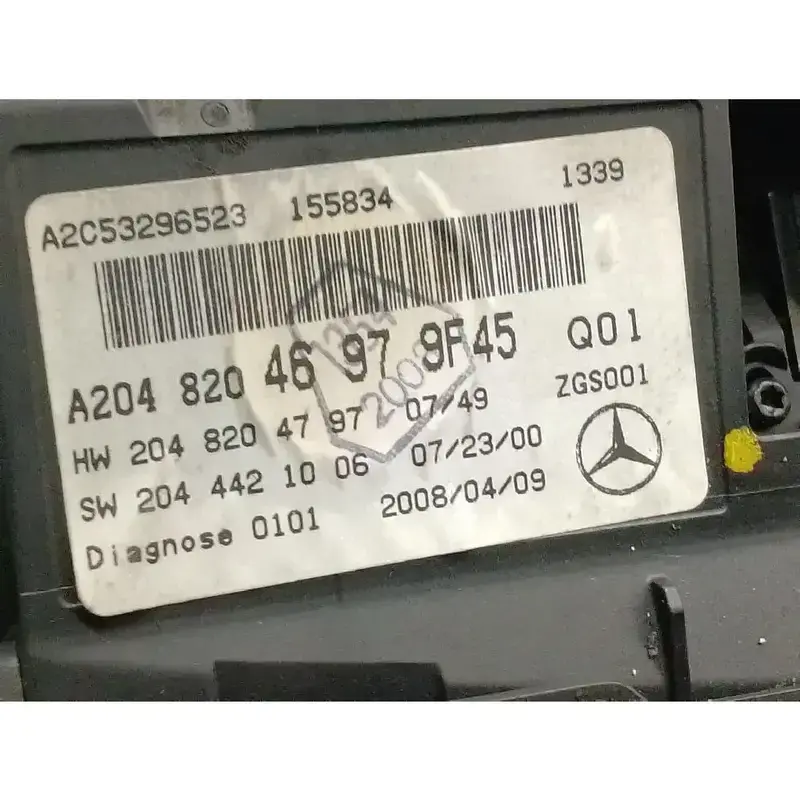 A2C53296523 155834 1339
A204 820 46 97 9F45 Q01
HW 204 820 47 97 07/49 ZGS001
SW 204 442 10 06 07/23/00
Diagnose 0101 2008/04/09